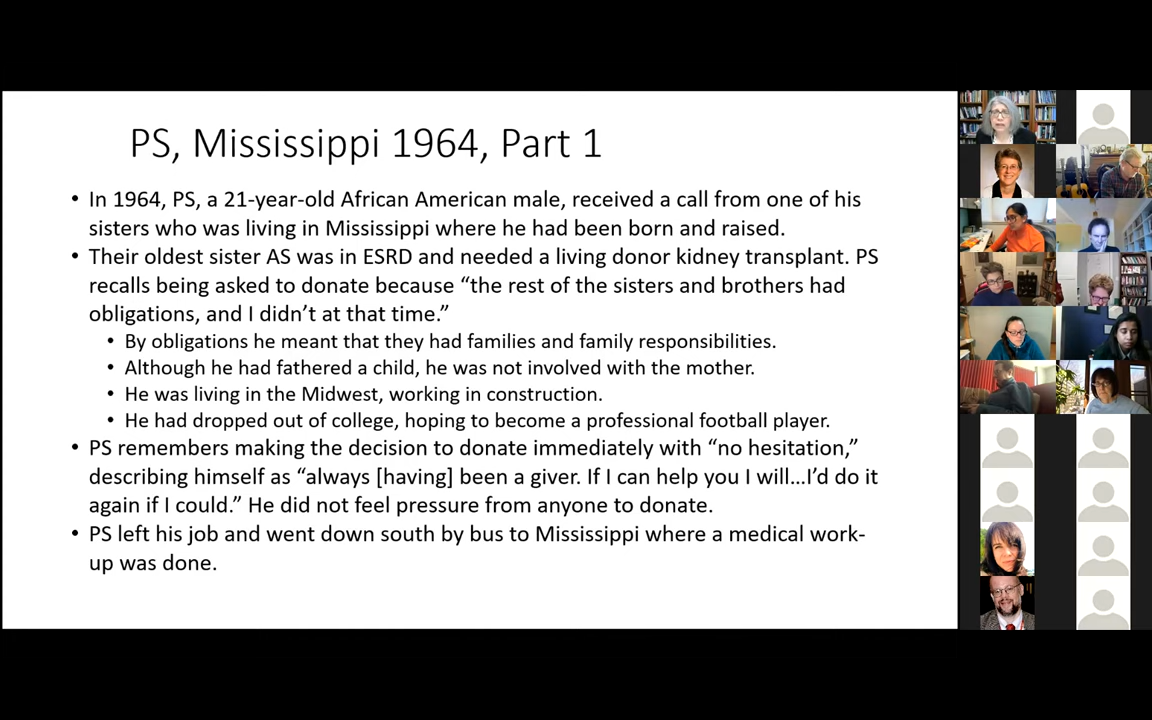 PS, Mississippi 1964, Part 1
• In 1964, PS, a 21-year-old African American male, received a call from one of his
sisters who was living in Mississippi where he had been born and raised.
• Their oldest sister AS was in ESRD and needed a living donor kidney transplant. PS
recalls being asked to donate because “the rest of the sisters and brothers had
obligations, and I didn’t at that time.”
• By obligations he meant that they had families and family responsibilities.
• Although he had fathered a child, he was not involved with the mother.
• He was living in the Midwest, working in construction.
• He had dropped out of college, hoping to become a professional football player.
• PS remembers making the decision to donate immediately with “no hesitation,”
describing himself as “always [having] been a giver. If I can help you I will…I’d do it
again if I could.” He did not feel pressure from anyone to donate.
• PS left his job and went down south by bus to Mississippi where a medical work-
up was done.